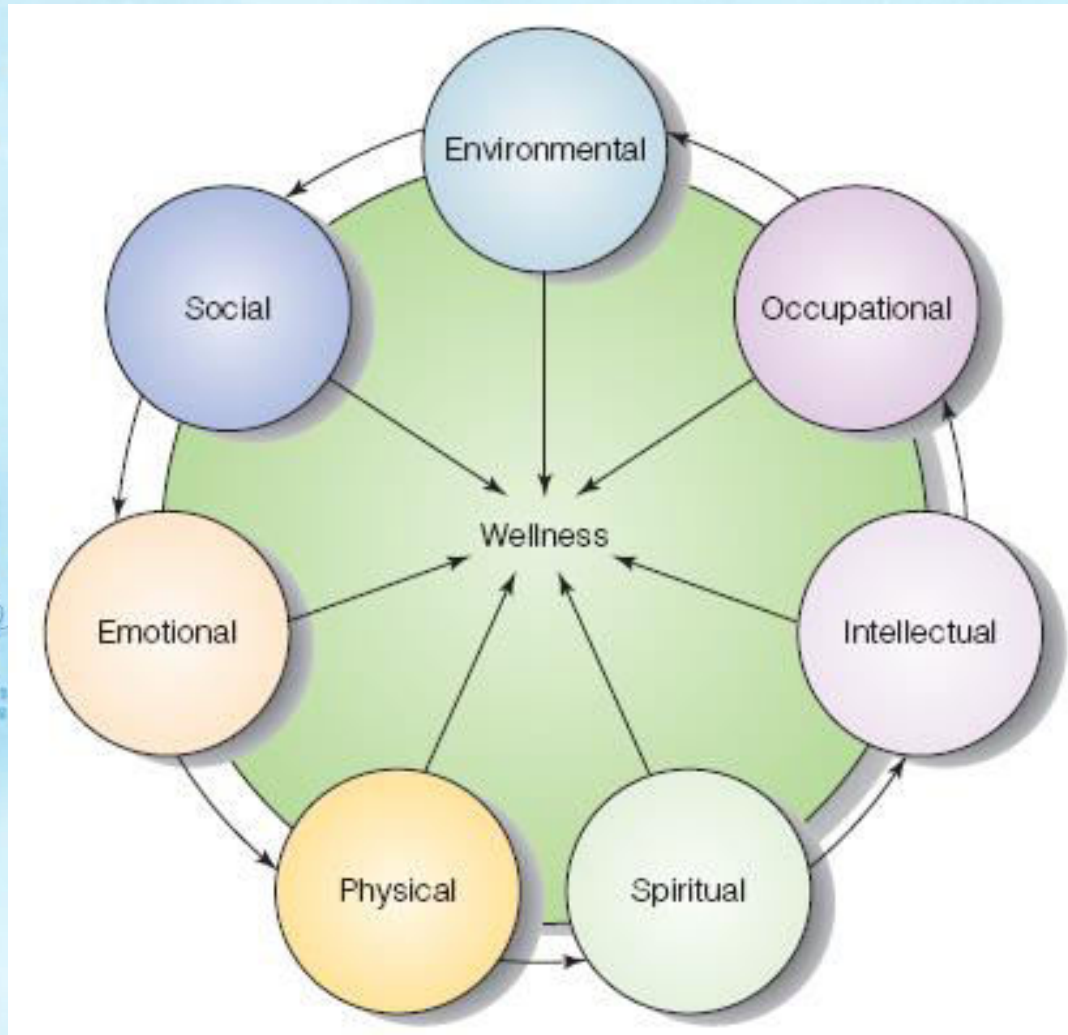 Environmental
Social
Occupational
Wellness
Emotional
Intellectual
Physical
Spiritual